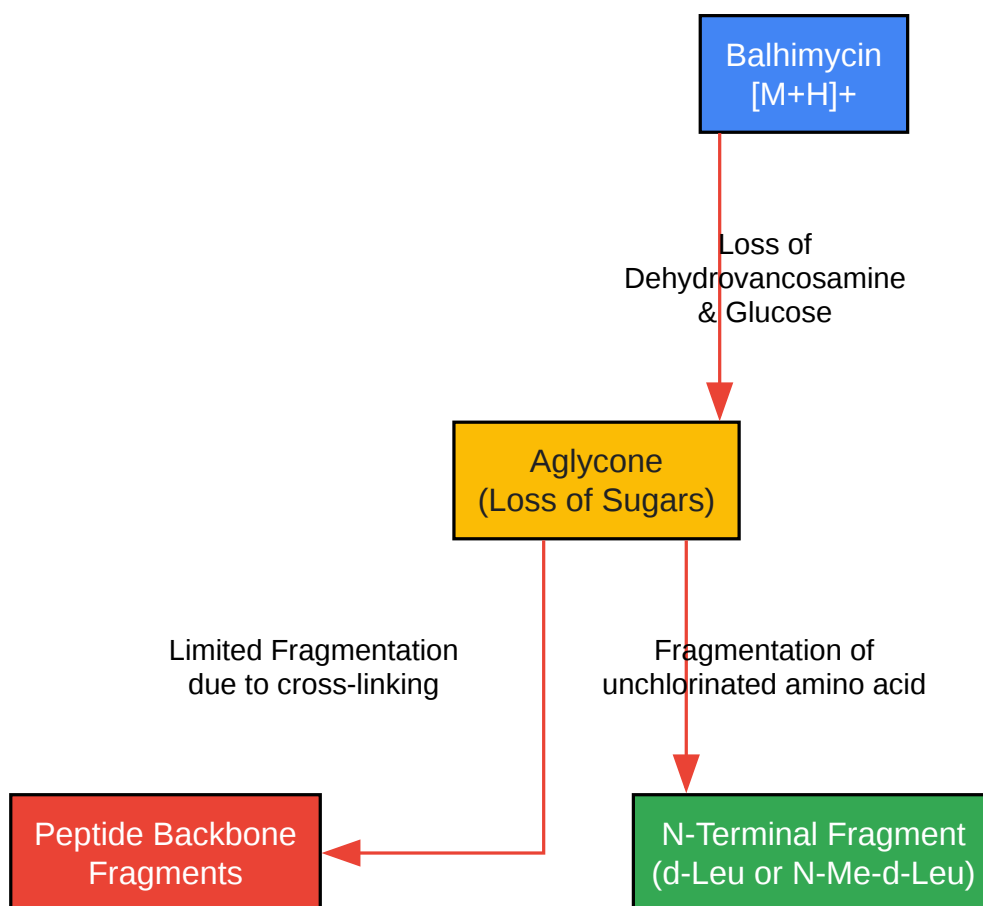 Balhimycin
[M+H]+
Loss of
Dehydrovancosamine
& Glucose
Aglycone
(Loss of Sugars)
Limited Fragmentation
due to cross-linking
Fragmentation of
unchlorinated amino acid
Peptide Backbone
Fragments
N-Terminal Fragment
(d-Leu or N-Me-d-Leu)